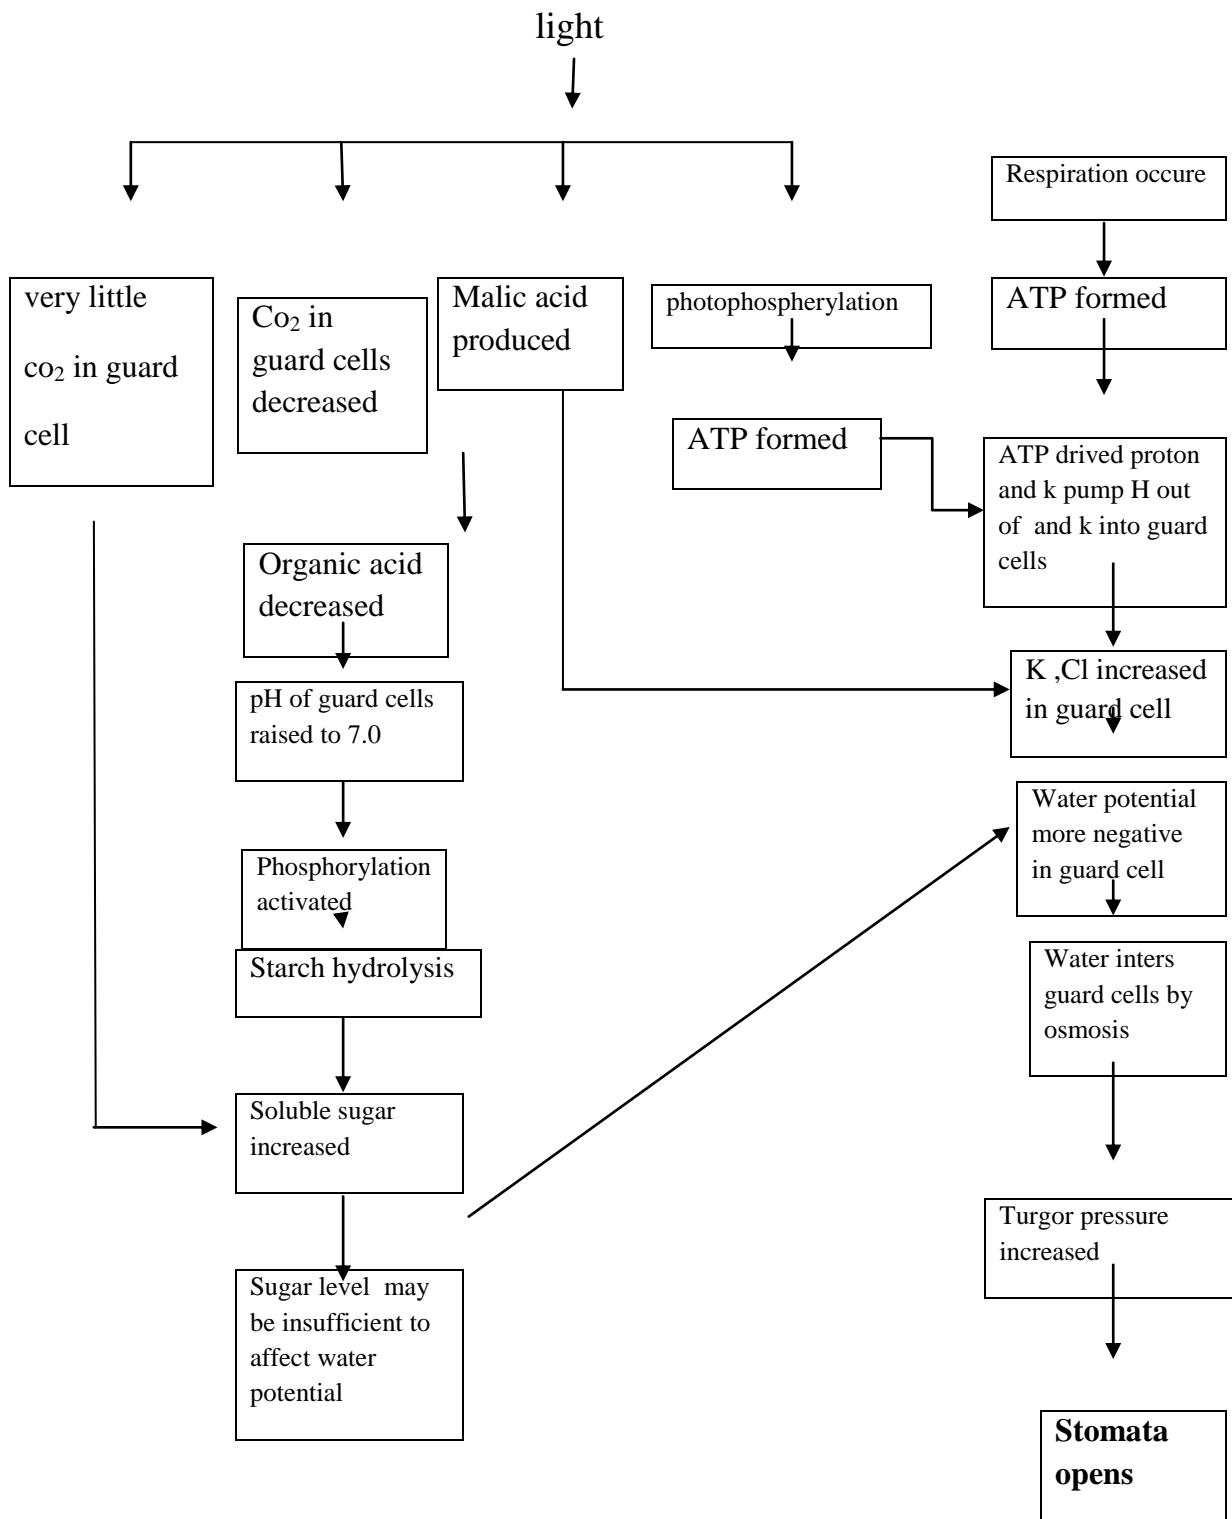 light
Respiration occure
very little
co₂ in guard
cell
Co₂ in
guard cells
decreased
Malic acid
produced
photophospherylation
ATP formed
ATP formed
ATP drived proton
and k pump H out
of  and k into guard
cells
Organic acid
decreased
K ,Cl increased
in guard cell
pH of guard cells
raised to 7.0
Water potential
more negative
in guard cell
Phosphorylation
activated
Starch hydrolysis
Water inters
guard cells by
osmosis
Soluble sugar
increased
Turgor pressure
increased
Sugar level  may
be insufficient to
affect water
potential
Stomata
opens